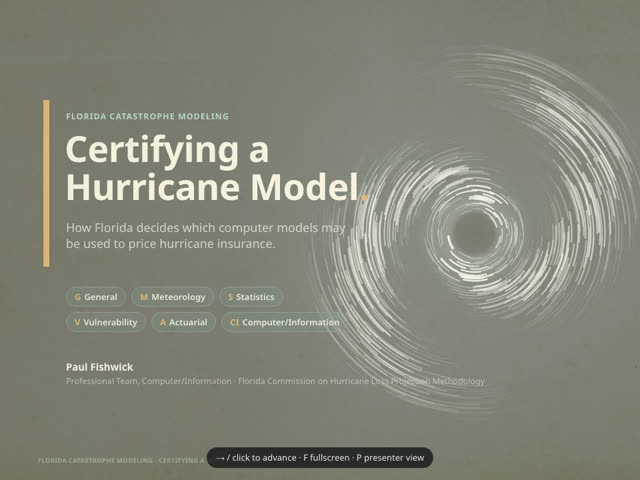 FLORIDA CATASTROPHE MODELING
Certifying a
Hurricane Model.
How Florida decides which computer models may
be used to price hurricane insurance.
G General
M Meteorology
S Statistics
V Vulnerability
A Actuarial
CI Computer/Information
Paul Fishwick
Professional Team, Computer/Information · Florida Commission on Hurricane Loss Projection Methodology
FLORIDA CATASTROPHE MODELING · CERTIFYING A
→ / click to advance · F fullscreen · P presenter view